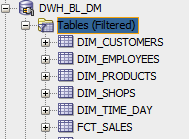 DWH_BL_DM
Tables (Filtered)
DIM_CUSTOMERS
DIM_EMPLOYEES
DIM_PRODUCTS
DIM_SHOPS
DIM_TIME_DAY
FCT_SALES